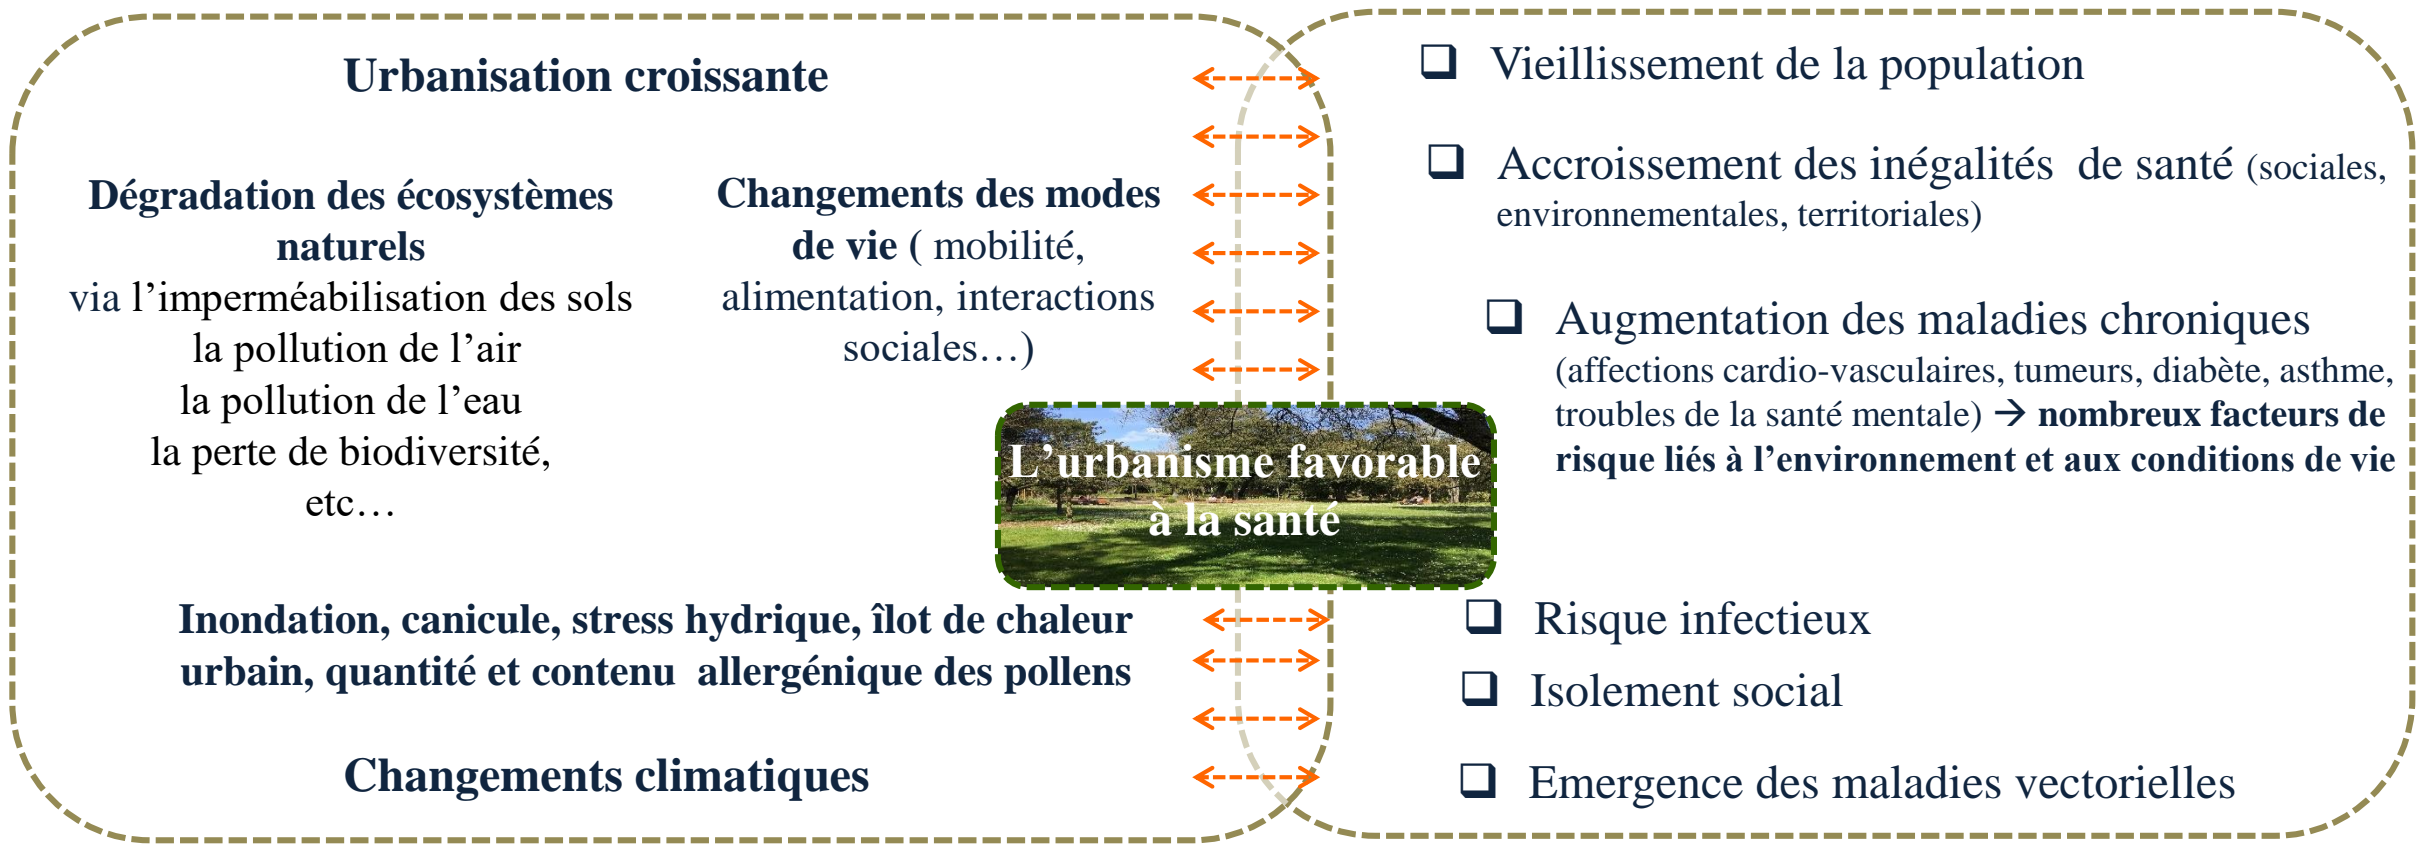 Urbanisation croissante
Dégradation des écosystèmes
naturels
via l’imperméabilisation des sols
la pollution de l’air
la pollution de l’eau
la perte de biodiversité,
etc…
Changements des modes
de vie ( mobilité,
alimentation, interactions
sociales…)
Inondation, canicule, stress hydrique, îlot de chaleur
urbain, quantité et contenu  allergénique des pollens
Changements climatiques
L’urbanisme favorable
à la santé
❑ Vieillissement de la population
❑ Accroissement des inégalités  de santé (sociales,
environnementales, territoriales)
❑ Augmentation des maladies chroniques
(affections cardio-vasculaires, tumeurs, diabète, asthme,
troubles de la santé mentale) → nombreux facteurs de
risque liés à l’environnement et aux conditions de vie
❑ Risque infectieux
❑ Isolement social
❑ Emergence des maladies vectorielles